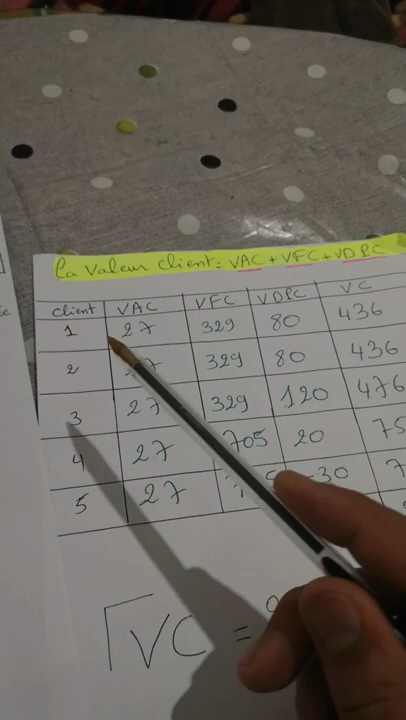 La Valeur Client: VAC + VFC + VDPC
Client VAC VFC VDPC VC
1 27 329 80 436
2 329 80 436
3 27 329 120 476
4 27 705 20
5 27 -30
VC =